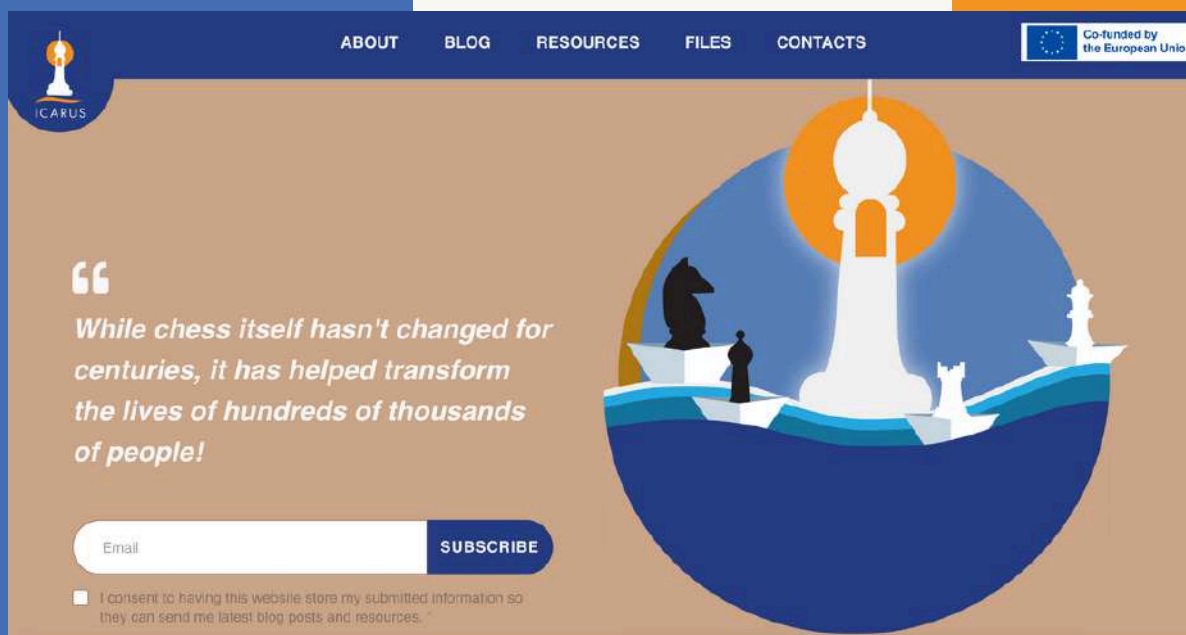 ABOUT BLOG RESOURCES FILES CONTACTS
Co-funded by
the European Unio
ICARUS
While chess itself hasn't changed for
centuries, it has helped transform
the lives of hundreds of thousands
of people!
Email
SUBSCRIBE
I consent to having this website store my submitted information so
they can send me latest blog posts and resources. *